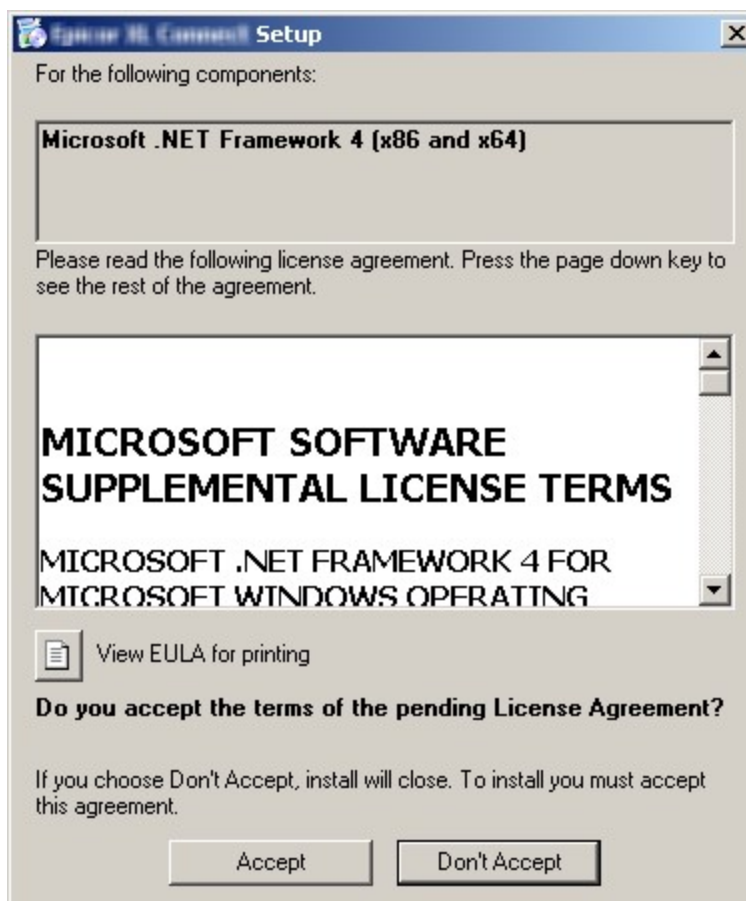 Setup
For the following components:
Microsoft .NET Framework 4 (x86 and x64)
Please read the following license agreement. Press the page down key to
see the rest of the agreement.
MICROSOFT SOFTWARE
SUPPLEMENTAL LICENSE TERMS
MICROSOFT .NET FRAMEWORK 4 FOR
MICROSOFT WINDOWS OPERATING
View EULA for printing
Do you accept the terms of the pending License Agreement?
If you choose Don't Accept, install will close. To install you must accept
this agreement.
Accept
Don't Accept